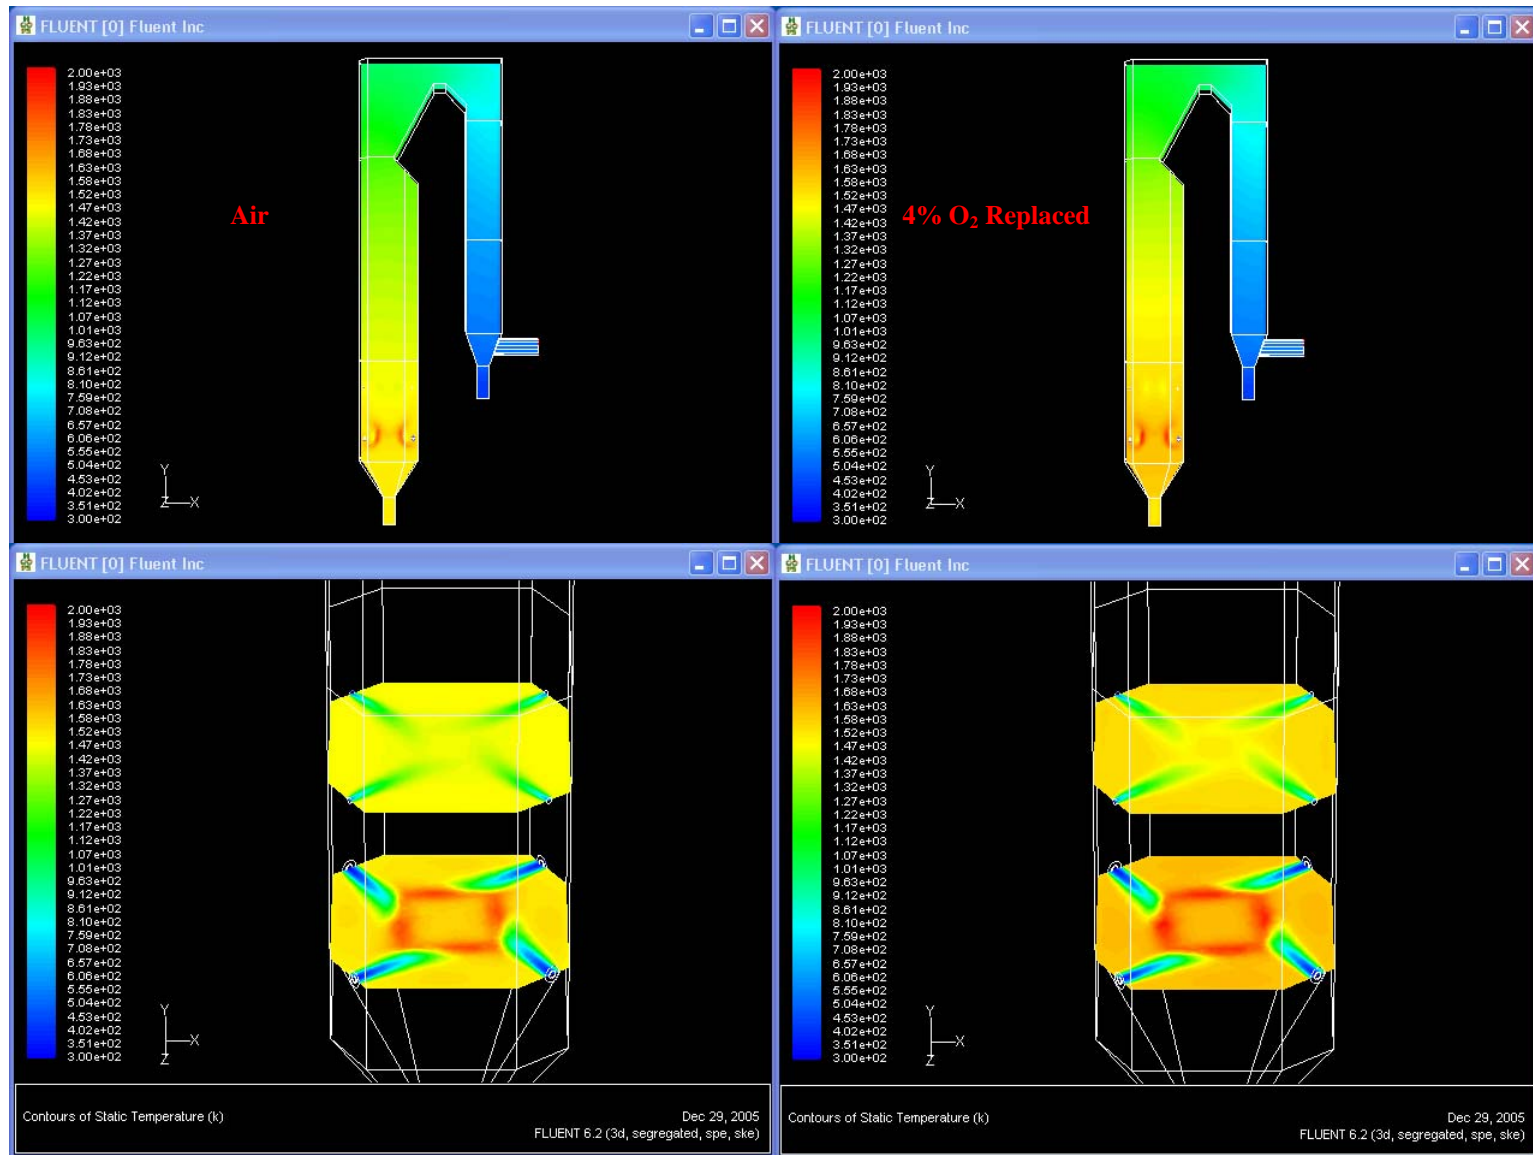 FLUENT [0] Fluent Inc
2.00e+03
1.93e+03
1.88e+03
1.83e+03
1.78e+03
1.73e+03
1.68e+03
1.63e+03
1.58e+03
1.52e+03
1.47e+03
1.42e+03
1.37e+03
1.32e+03
1.27e+03
1.22e+03
1.17e+03
1.12e+03
1.07e+03
1.01e+03
9.63e+02
9.12e+02
8.61e+02
8.10e+02
7.59e+02
7.08e+02
6.57e+02
6.06e+02
5.55e+02
5.04e+02
4.53e+02
4.02e+02
3.51e+02
3.00e+02
Air
Y
Z X
FLUENT [0] Fluent Inc
2.00e+03
1.93e+03
1.88e+03
1.83e+03
1.78e+03
1.73e+03
1.68e+03
1.63e+03
1.58e+03
1.52e+03
1.47e+03
1.42e+03
1.37e+03
1.32e+03
1.27e+03
1.22e+03
1.17e+03
1.12e+03
1.07e+03
1.01e+03
9.63e+02
9.12e+02
8.61e+02
8.10e+02
7.59e+02
7.08e+02
6.57e+02
6.06e+02
5.55e+02
5.04e+02
4.53e+02
4.02e+02
3.51e+02
3.00e+02
4% O₂ Replaced
Y
Z X
FLUENT [0] Fluent Inc
2.00e+03
1.93e+03
1.88e+03
1.83e+03
1.78e+03
1.73e+03
1.68e+03
1.63e+03
1.58e+03
1.52e+03
1.47e+03
1.42e+03
1.37e+03
1.32e+03
1.27e+03
1.22e+03
1.17e+03
1.12e+03
1.07e+03
1.01e+03
9.63e+02
9.12e+02
8.61e+02
8.10e+02
7.59e+02
7.08e+02
6.57e+02
6.06e+02
5.55e+02
5.04e+02
4.53e+02
4.02e+02
3.51e+02
3.00e+02
Y
X
Z
Contours of Static Temperature (k)
Dec 29, 2005
FLUENT 6.2 (3d, segregated, spe, ske)
FLUENT [0] Fluent Inc
2.00e+03
1.93e+03
1.88e+03
1.83e+03
1.78e+03
1.73e+03
1.68e+03
1.63e+03
1.58e+03
1.52e+03
1.47e+03
1.42e+03
1.37e+03
1.32e+03
1.27e+03
1.22e+03
1.17e+03
1.12e+03
1.07e+03
1.01e+03
9.63e+02
9.12e+02
8.61e+02
8.10e+02
7.59e+02
7.08e+02
6.57e+02
6.06e+02
5.55e+02
5.04e+02
4.53e+02
4.02e+02
3.51e+02
3.00e+02
Y
X
Z
Contours of Static Temperature (k)
Dec 29, 2005
FLUENT 6.2 (3d, segregated, spe, ske)